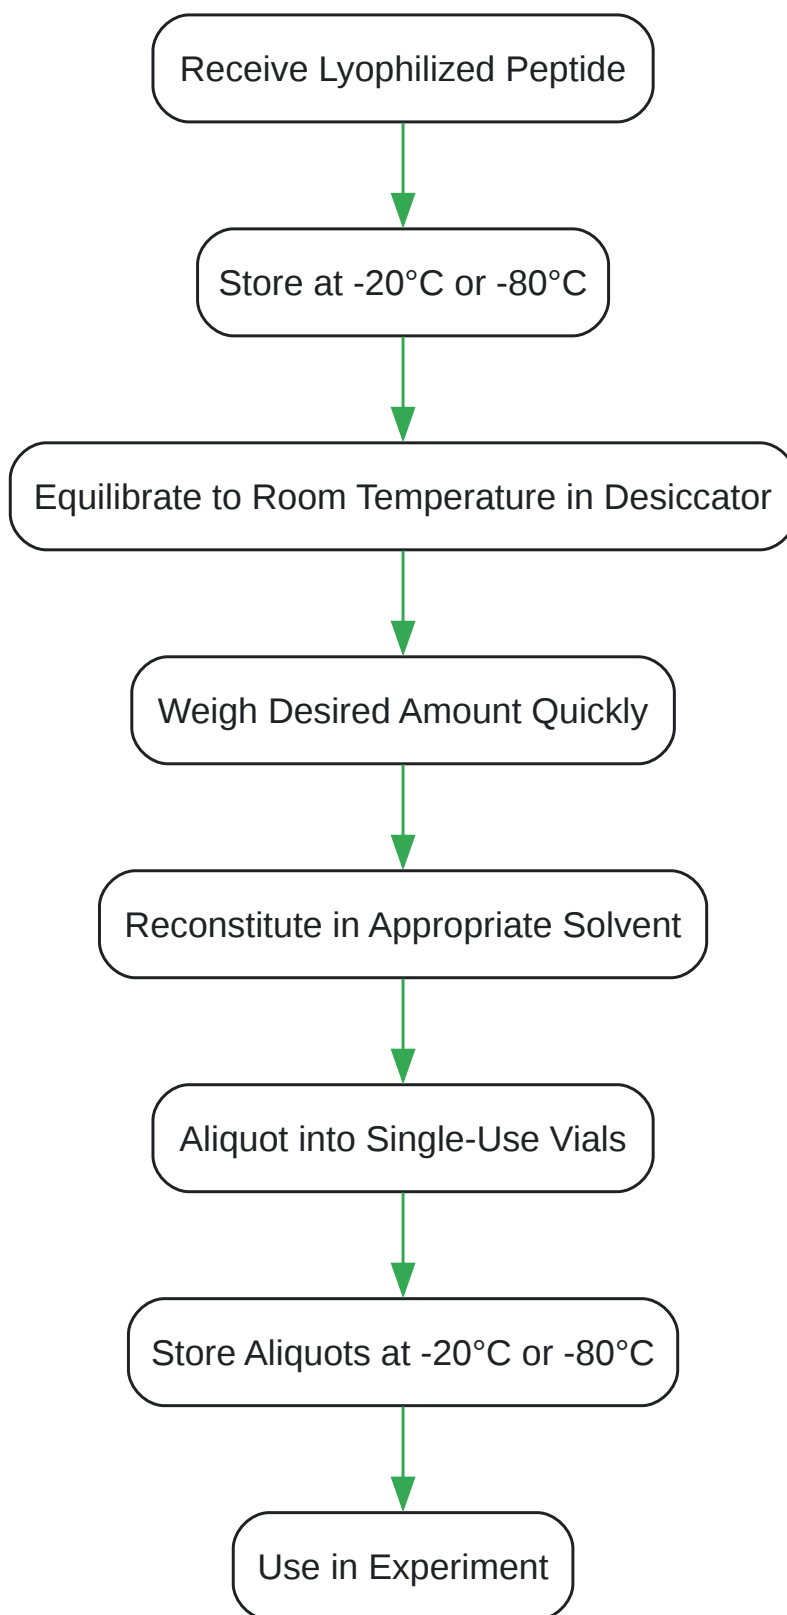 Receive Lyophilized Peptide
Store at -20°C or -80°C
Equilibrate to Room Temperature in Desiccator
Weigh Desired Amount Quickly
Reconstitute in Appropriate Solvent
Aliquot into Single-Use Vials
Store Aliquots at -20°C or -80°C
Use in Experiment